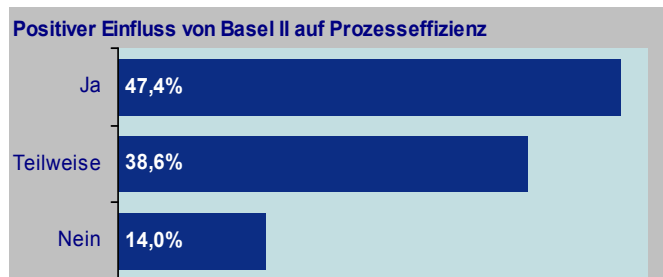 Positiver Einfluss von Basel II auf Prozesseffizienz
Ja 47,4%
Teilweise 38,6%
Nein 14,0%